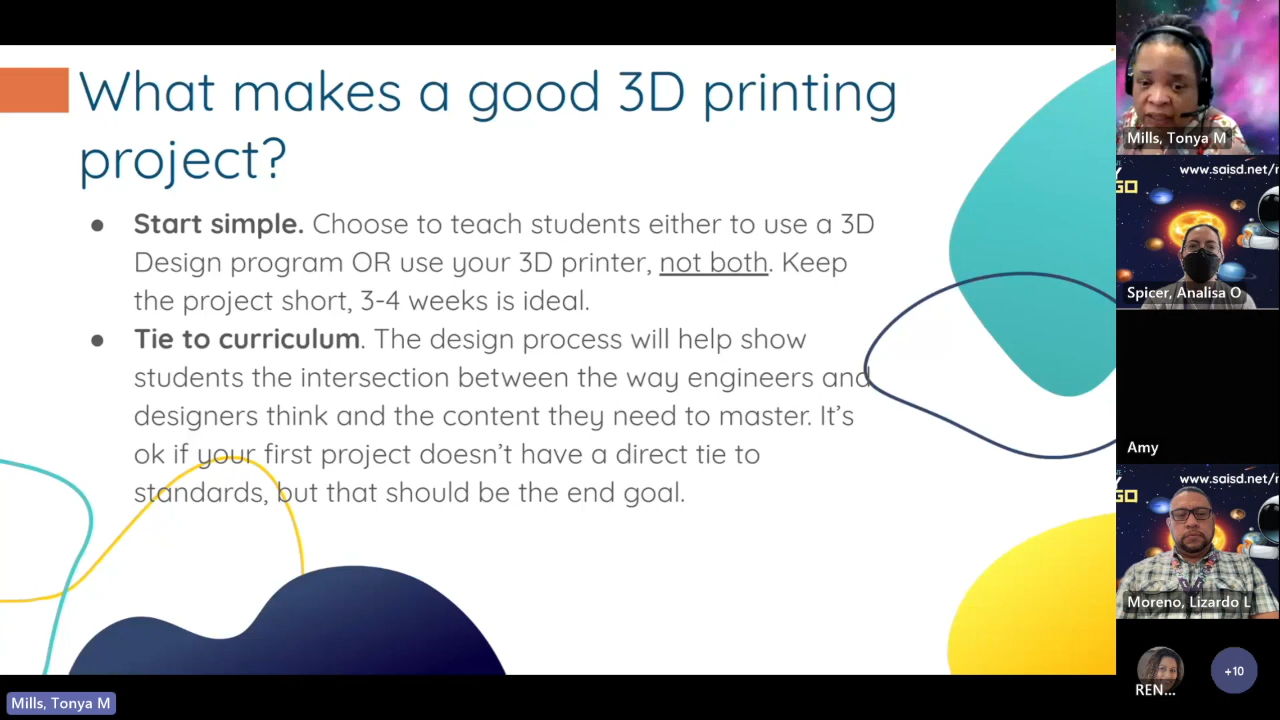 What makes a good 3D printing
project?
● Start simple. Choose to teach students either to use a 3D
Design program OR use your 3D printer, not both. Keep
the project short, 3-4 weeks is ideal.
● Tie to curriculum. The design process will help show
students the intersection between the way engineers and
designers think and the content they need to master. It’s
ok if your first project doesn’t have a direct tie to
standards, but that should be the end goal.
Mills, Tonya M
www.saisd.net/
GO
Spicer, Analisa O
Amy
www.saisd.net/
GO
Moreno, Lizardo L
REN...
+10
Mills, Tonya M